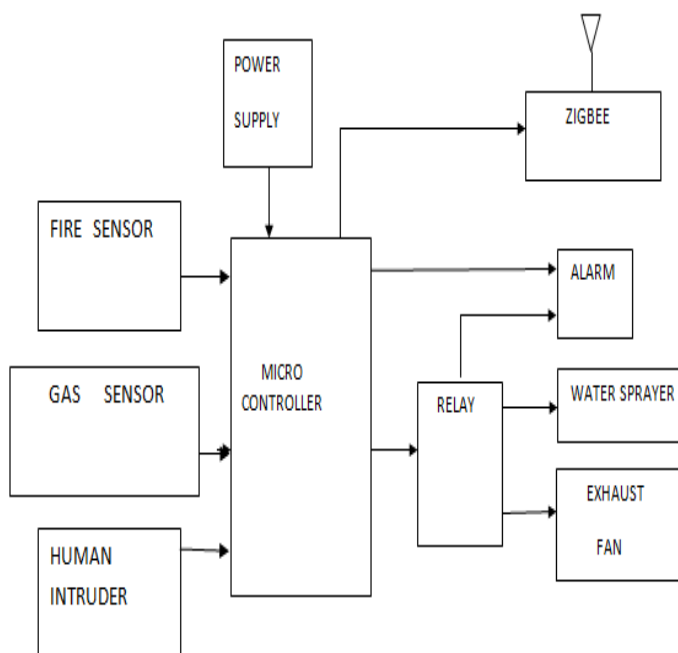 POWER
SUPPLY
ZIGBEE
FIRE SENSOR
ALARM
GAS SENSOR
MICRO
CONTROLLER
RELAY
WATER SPRAYER
EXHAUST
FAN
HUMAN
INTRUDER